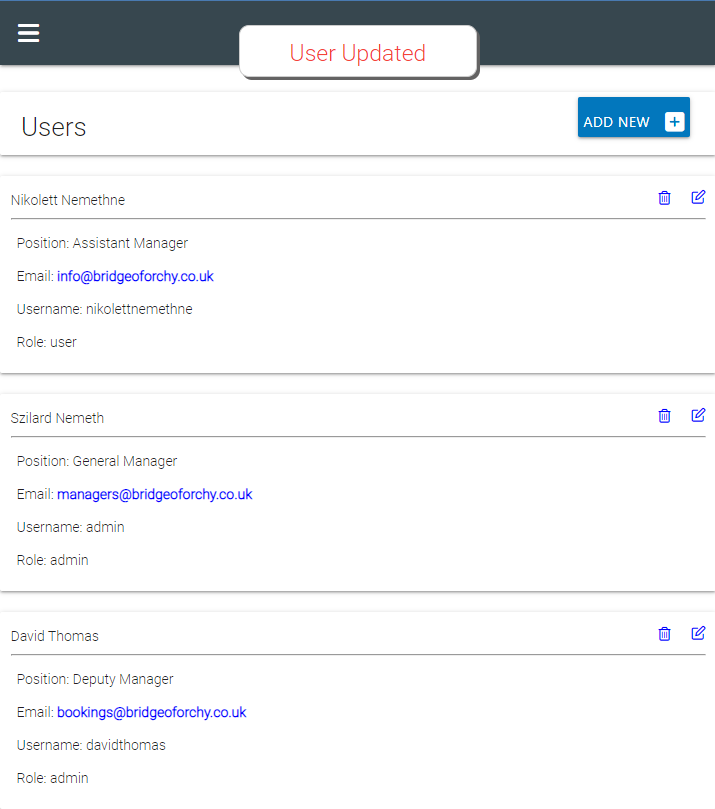 User Updated
Users
ADD NEW
Nikolett Nemethne
Position: Assistant Manager
Email: info@bridgeoforchy.co.uk
Username: nikolettnemethne
Role: user
Szilard Nemeth
Position: General Manager
Email: managers@bridgeoforchy.co.uk
Username: admin
Role: admin
David Thomas
Position: Deputy Manager
Email: bookings@bridgeoforchy.co.uk
Username: davidthomas
Role: admin